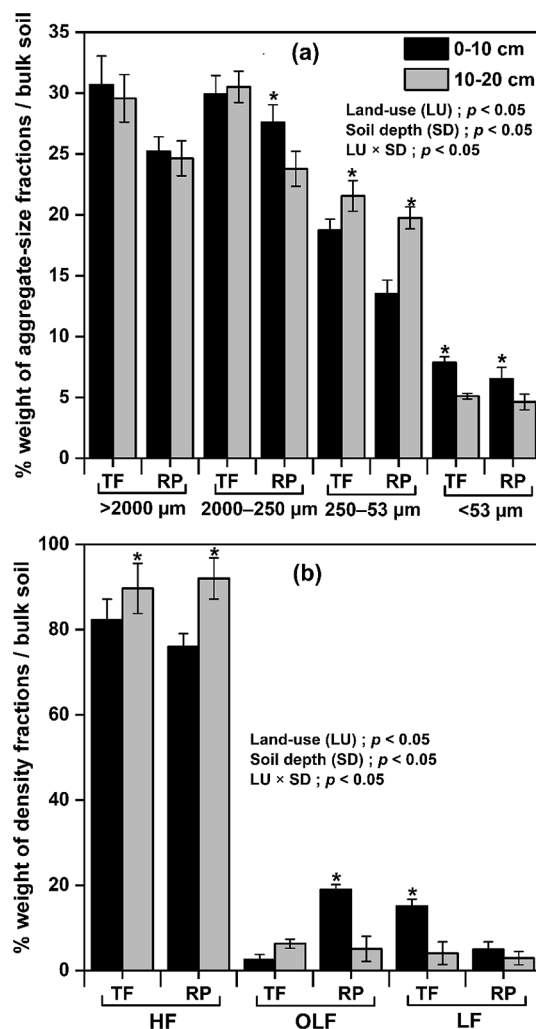 % weight of aggregate-size fractions / bulk soil
35
30
25
20
15
10
5
0
(a)
0-10 cm
10-20 cm
Land-use (LU) ; p < 0.05
Soil depth (SD) ; p < 0.05
LU × SD ; p < 0.05
*
*
*
*
*
TF RP TF RP TF RP TF RP
>2000 µm 2000–250 µm 250–53 µm <53 µm
% weight of density fractions / bulk soil
100
80
60
40
20
0
(b)
*
*
Land-use (LU) ; p < 0.05
Soil depth (SD) ; p < 0.05
LU × SD ; p < 0.05
*
*
TF RP TF RP TF RP
HF OLF LF